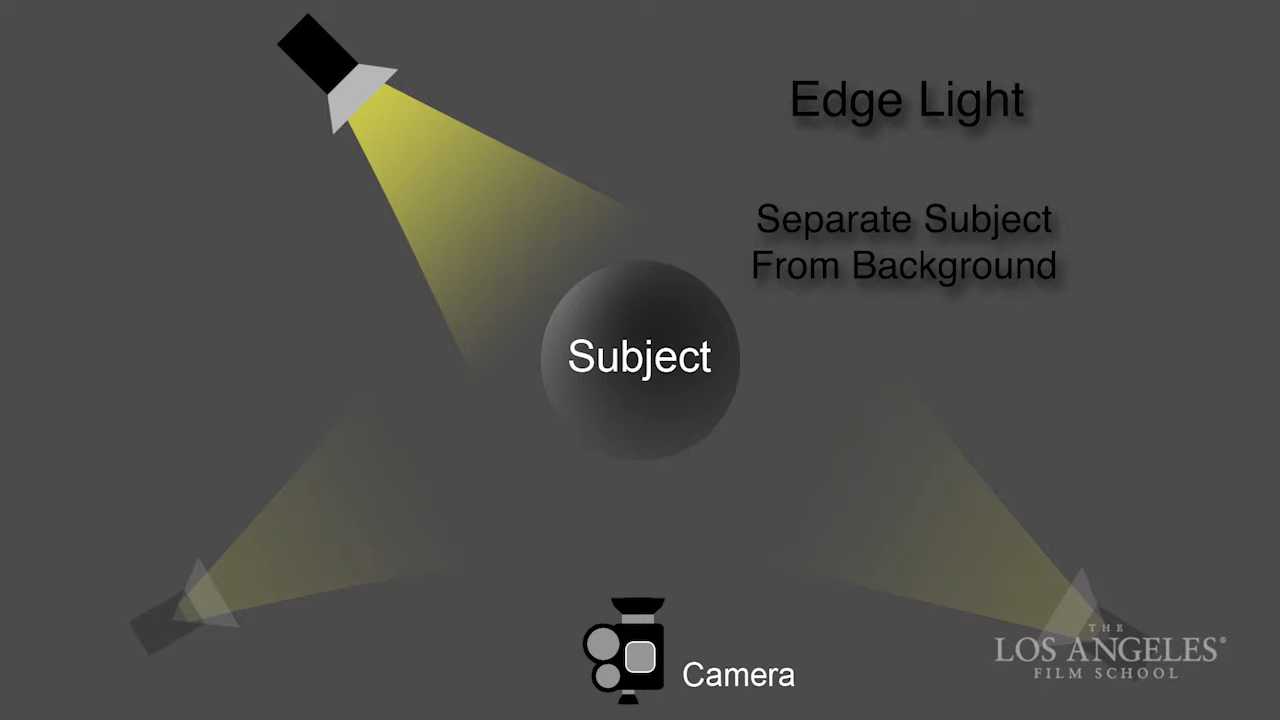 Edge Light
Separate Subject
From Background
Subject
Camera
THE
LOS ANGELES®
FILM SCHOOL